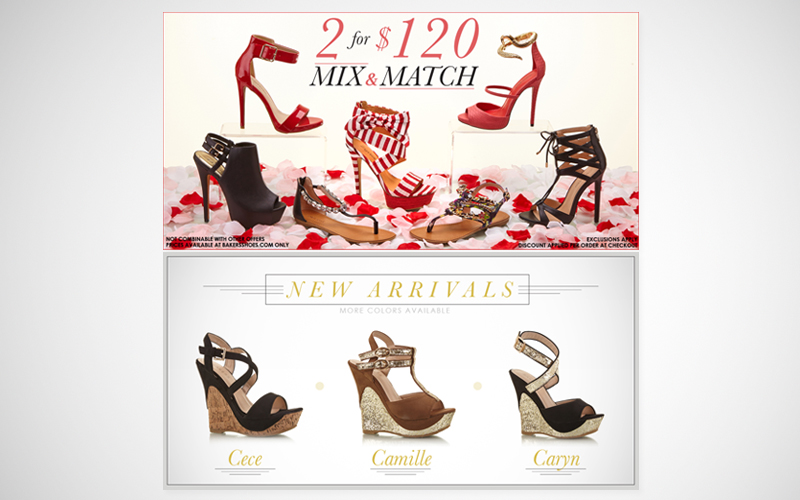 2 for $120
MIX & MATCH
NOT COMBINABLE WITH OTHER OFFERS
PRICES AVAILABLE AT BAKERSSHOES.COM ONLY
EXCLUSIONS APPLY
DISCOUNT APPLIED PER ORDER AT CHECKOUT
NEW ARRIVALS
MORE COLORS AVAILABLE
Cece
Camille
Caryn